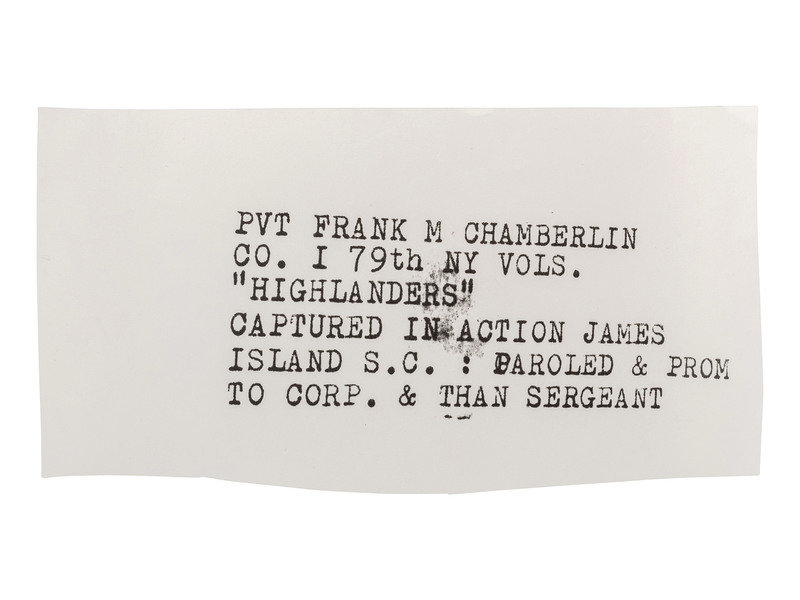 PVT FRANK M CHAMBERLIN
CO. I 79th NY VOLS.
"HIGHLANDERS"
CAPTURED IN ACTION JAMES
ISLAND S.C. : PAROLED & PROM
TO CORP. & THAN SERGEANT